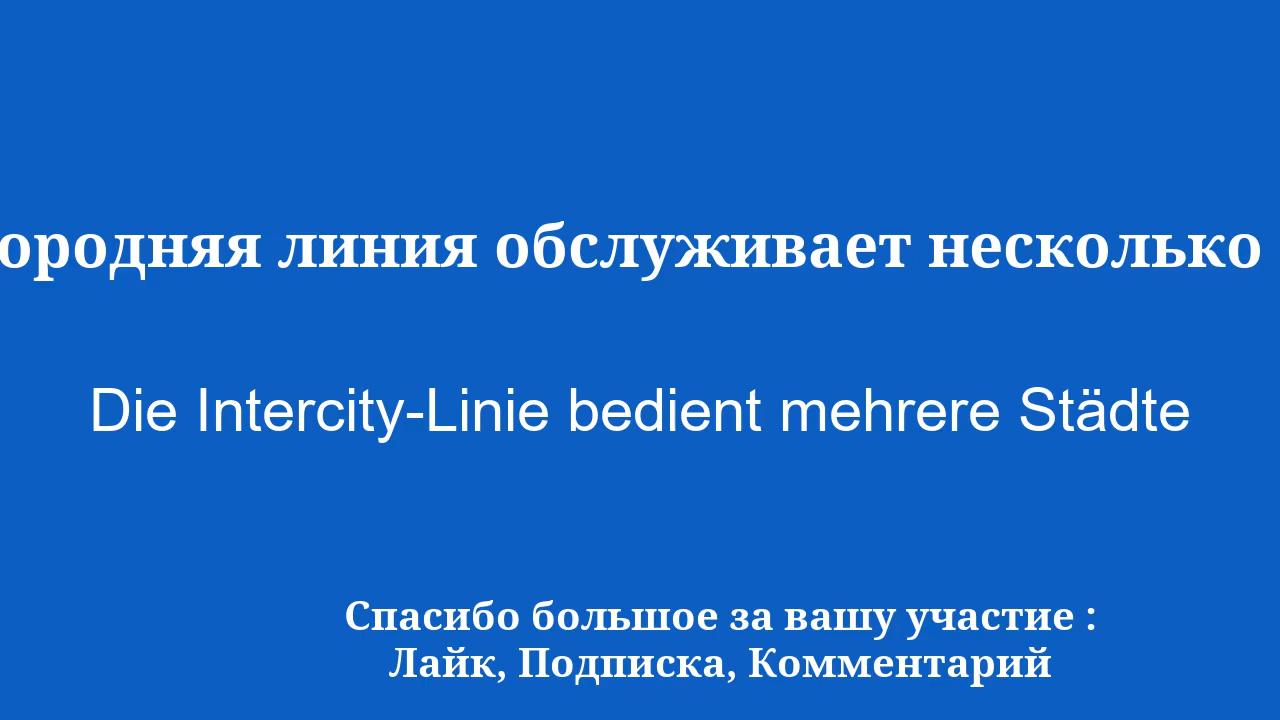 ородняя линия обслуживает несколько
Die Intercity-Linie bedient mehrere Städte
Спасибо большое за вашу участие :
Лайк, Подписка, Комментарий